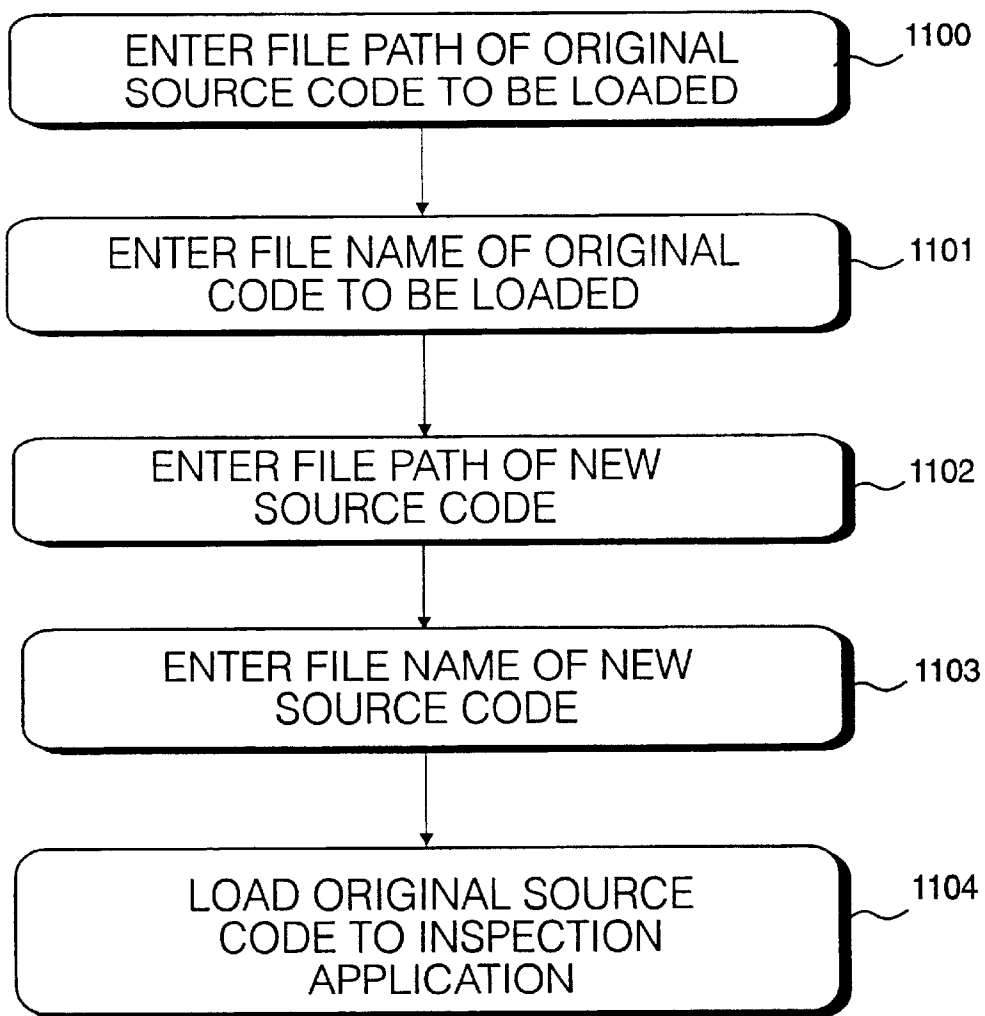 ENTER FILE PATH OF ORIGINAL
SOURCE CODE TO BE LOADED
1100
ENTER FILE NAME OF ORIGINAL
CODE TO BE LOADED
1101
ENTER FILE PATH OF NEW
SOURCE CODE
1102
ENTER FILE NAME OF NEW
SOURCE CODE
1103
LOAD ORIGINAL SOURCE
CODE TO INSPECTION
APPLICATION
1104